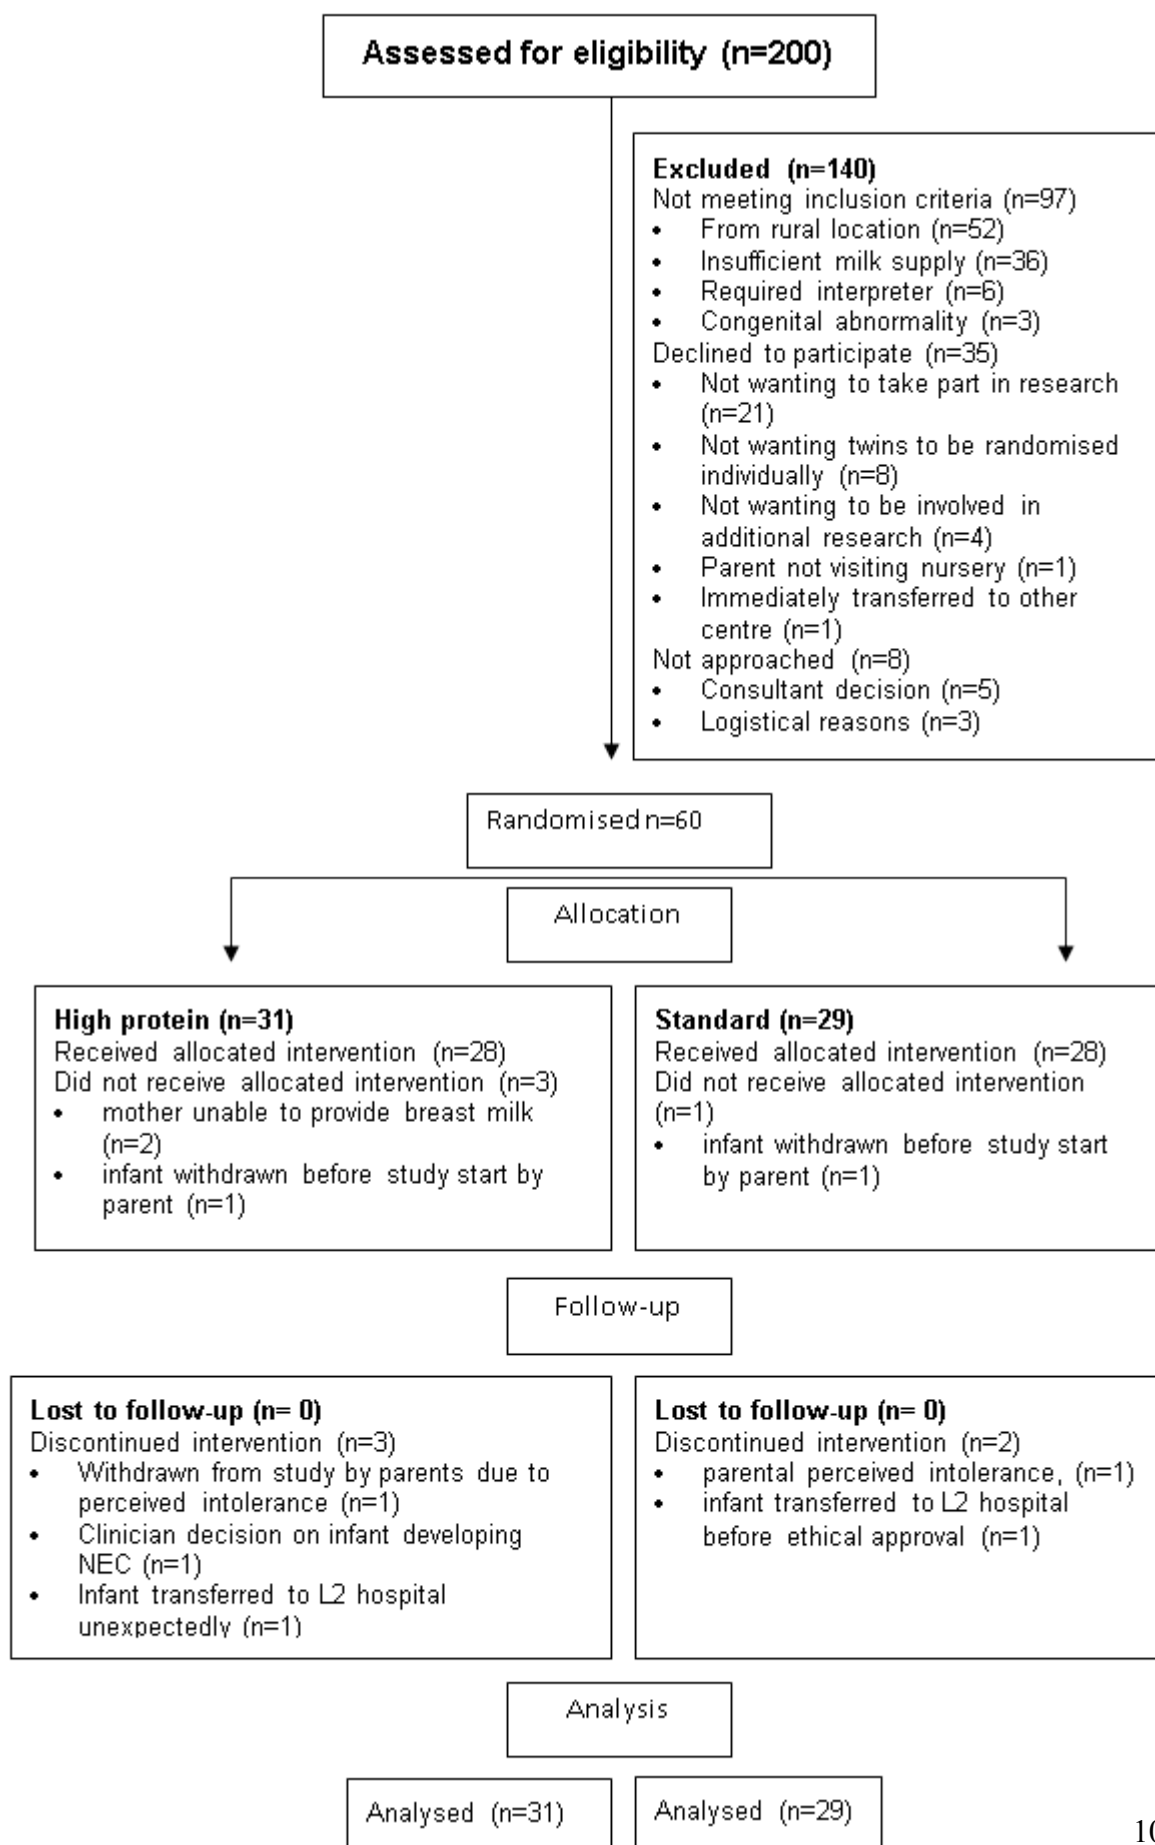 Assessed for eligibility (n=200)
Excluded (n=140)
Not meeting inclusion criteria (n=97)
• From rural location (n=52)
• Insufficient milk supply (n=36)
• Required interpreter (n=6)
• Congenital abnormality (n=3)
Declined to participate (n=35)
• Not wanting to take part in research
(n=21)
• Not wanting twins to be randomised
individually (n=8)
• Not wanting to be involved in
additional research (n=4)
• Parent not visiting nursery (n=1)
• Immediately transferred to other
centre (n=1)
Not approached (n=8)
• Consultant decision (n=5)
• Logistical reasons (n=3)
Randomised n=60
Allocation
High protein (n=31)
Received allocated intervention (n=28)
Did not receive allocated intervention (n=3)
• mother unable to provide breast milk
(n=2)
• infant withdrawn before study start by
parent (n=1)
Standard (n=29)
Received allocated intervention (n=28)
Did not receive allocated intervention
(n=1)
• infant withdrawn before study start
by parent (n=1)
Follow-up
Lost to follow-up (n= 0)
Discontinued intervention (n=3)
• Withdrawn from study by parents due to
perceived intolerance (n=1)
• Clinician decision on infant developing
NEC (n=1)
• Infant transferred to L2 hospital
unexpectedly (n=1)
Lost to follow-up (n= 0)
Discontinued intervention (n=2)
• parental perceived intolerance, (n=1)
• infant transferred to L2 hospital
before ethical approval (n=1)
Analysis
Analysed (n=31)
Analysed (n=29)
10